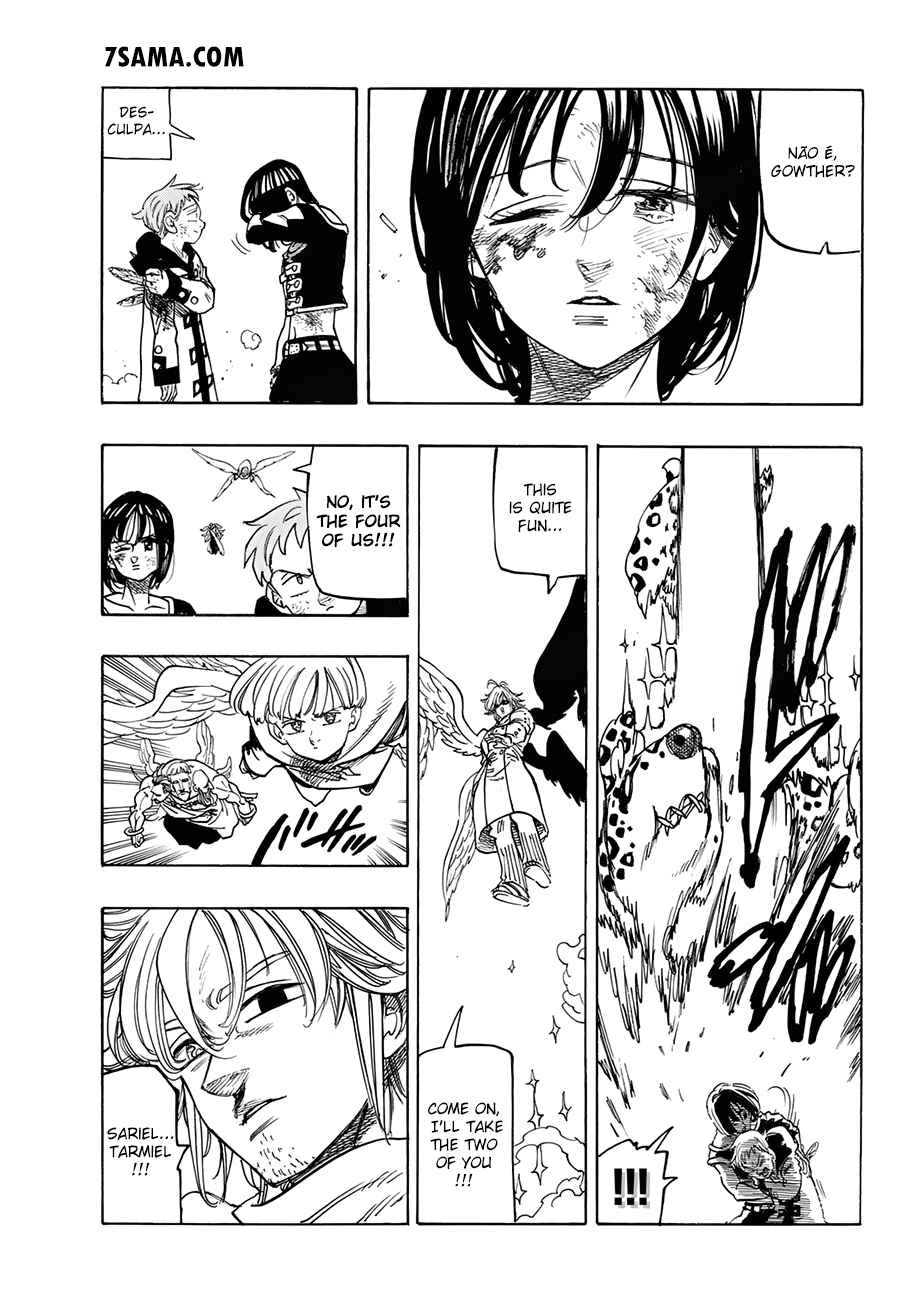 7SAMA.COM
NÃO É,
GOWTHER?
DES-
CULPA...
!!!
THIS
IS QUITE
FUN...
COME ON,
I'LL TAKE
THE TWO
OF YOU
!!!
NO, IT'S
THE FOUR
OF US!!!
SARIEL...
TARMIEL
!!!